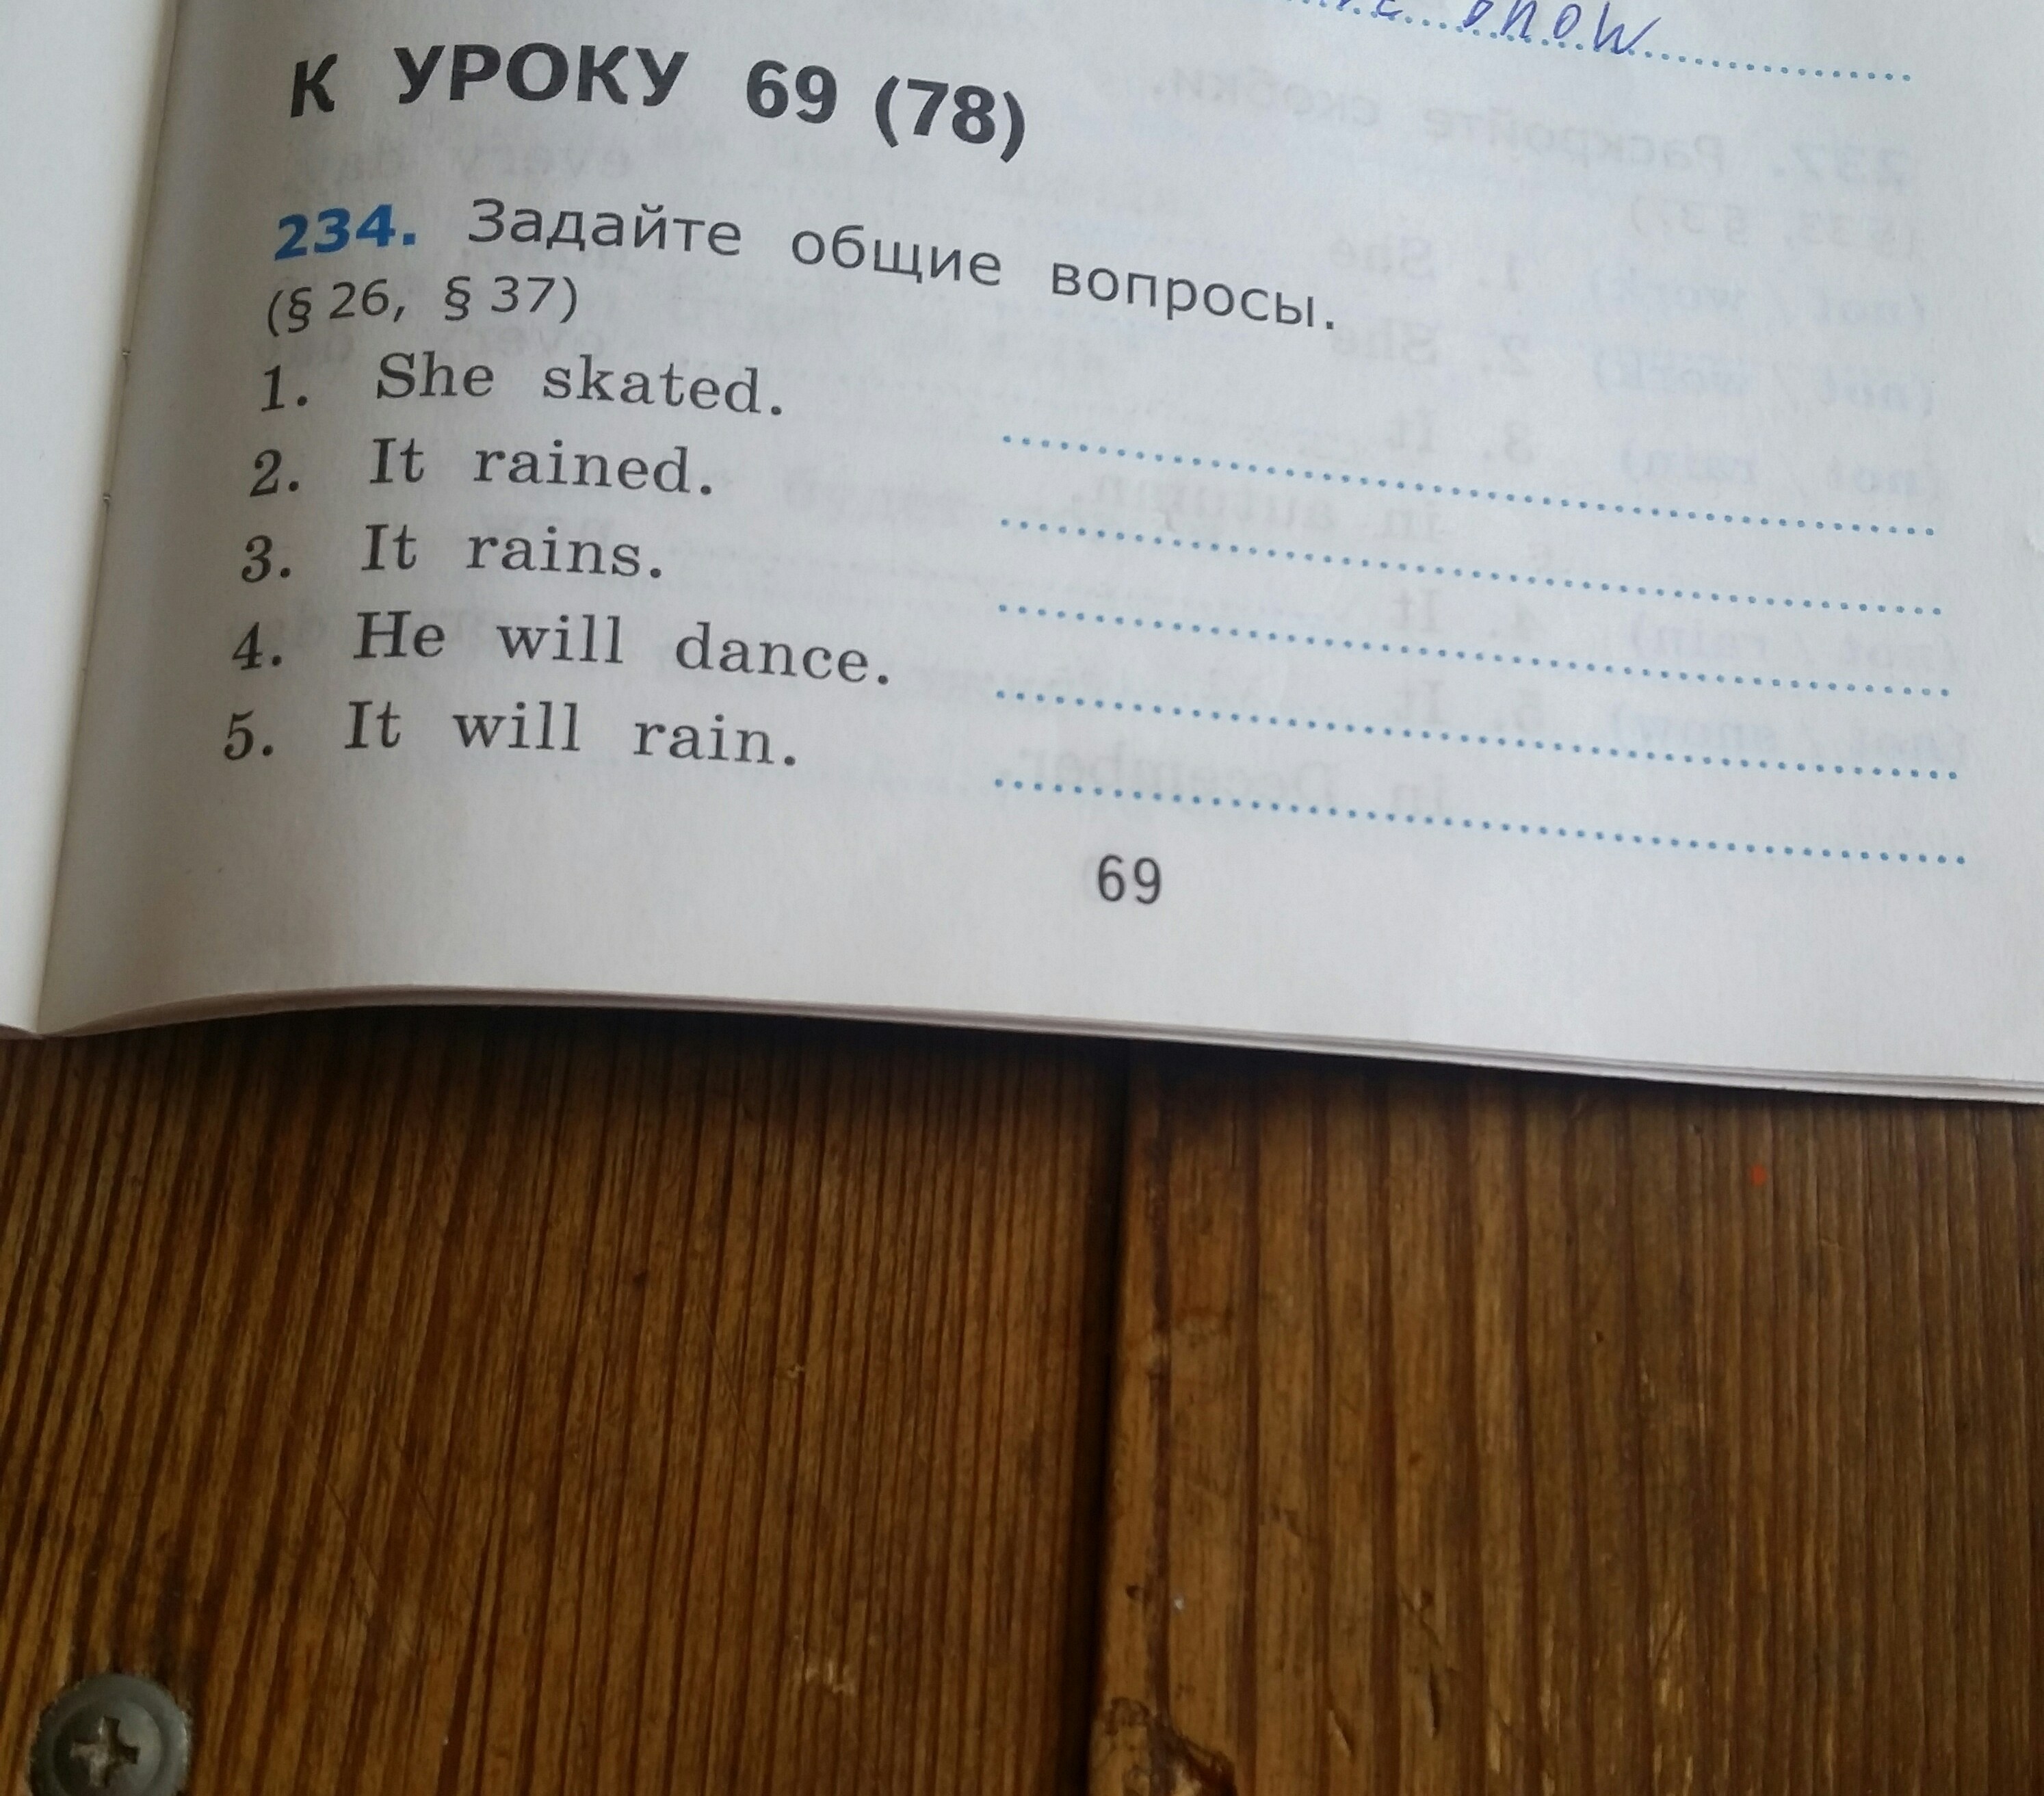 show
К УРОКУ 69 (78)
234. Задайте общие вопросы.
(§ 26, § 37)
1. She skated.
2. It rained.
3. It rains.
4. He will dance.
5. It will rain.
69